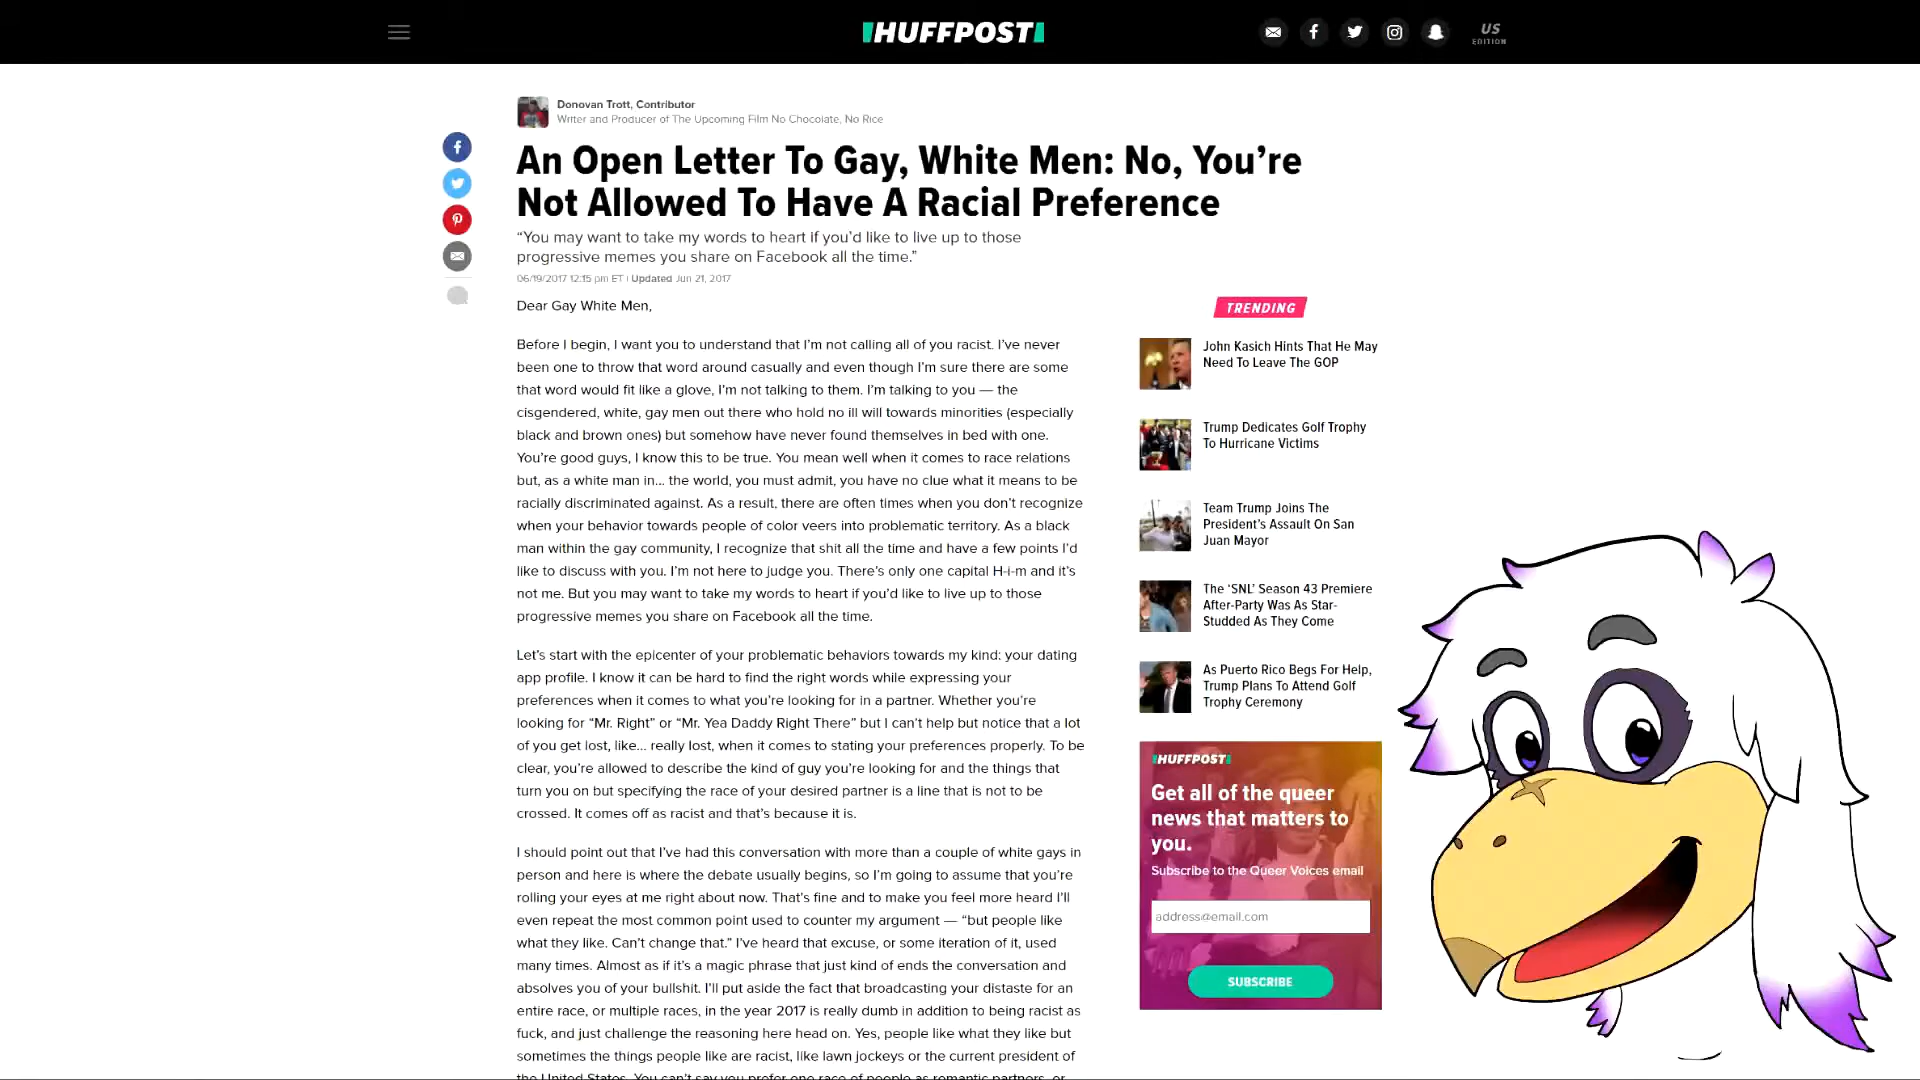 HUFFPOST
US
EDITION
Donovan Trott, Contributor
Writer and Producer of The Upcoming Film No Chocolate, No Rice
An Open Letter To Gay, White Men: No, You’re
Not Allowed To Have A Racial Preference
“You may want to take my words to heart if you’d like to live up to those
progressive memes you share on Facebook all the time.”
06/19/2017 12:15 pm ET | Updated Jun 21, 2017
Dear Gay White Men,
Before I begin, I want you to understand that I’m not calling all of you racist. I’ve never
been one to throw that word around casually and even though I’m sure there are some
that word would fit like a glove, I’m not talking to them. I’m talking to you — the
cisgendered, white, gay men out there who hold no ill will towards minorities (especially
black and brown ones) but somehow have never found themselves in bed with one.
You’re good guys, I know this to be true. You mean well when it comes to race relations
but, as a white man in... the world, you must admit, you have no clue what it means to be
racially discriminated against. As a result, there are often times when you don’t recognize
when your behavior towards people of color veers into problematic territory. As a black
man within the gay community, I recognize that shit all the time and have a few points I’d
like to discuss with you. I’m not here to judge you. There’s only one capital H-i-m and it’s
not me. But you may want to take my words to heart if you’d like to live up to those
progressive memes you share on Facebook all the time.
Let’s start with the epicenter of your problematic behaviors towards my kind: your dating
app profile. I know it can be hard to find the right words while expressing your
preferences when it comes to what you’re looking for in a partner. Whether you’re
looking for “Mr. Right” or “Mr. Yea Daddy Right There” but I can’t help but notice that a lot
of you get lost, like... really lost, when it comes to stating your preferences properly. To be
clear, you’re allowed to describe the kind of guy you’re looking for and the things that
turn you on but specifying the race of your desired partner is a line that is not to be
crossed. It comes off as racist and that’s because it is.
I should point out that I’ve had this conversation with more than a couple of white gays in
person and here is where the debate usually begins, so I’m going to assume that you’re
rolling your eyes at me right about now. That’s fine and to make you feel more heard I’ll
even repeat the most common point used to counter my argument — “but people like
what they like. Can’t change that.” I’ve heard that excuse, or some iteration of it, used
many times. Almost as if it’s a magic phrase that just kind of ends the conversation and
absolves you of your bullshit. I’ll put aside the fact that broadcasting your distaste for an
entire race, or multiple races, in the year 2017 is really dumb in addition to being racist as
fuck, and just challenge the reasoning here head on. Yes, people like what they like but
sometimes the things people like are racist, like lawn jockeys or the current president of
the United States. You can’t say you prefer one race of people as romantic partners, or
TRENDING
John Kasich Hints That He May
Need To Leave The GOP
Trump Dedicates Golf Trophy
To Hurricane Victims
Team Trump Joins The
President’s Assault On San
Juan Mayor
The ‘SNL’ Season 43 Premiere
After-Party Was As Star-
Studded As They Come
As Puerto Rico Begs For Help,
Trump Plans To Attend Golf
Trophy Ceremony
HUFFPOST
Get all of the queer
news that matters to
you.
Subscribe to the Queer Voices email
address@email.com
SUBSCRIBE